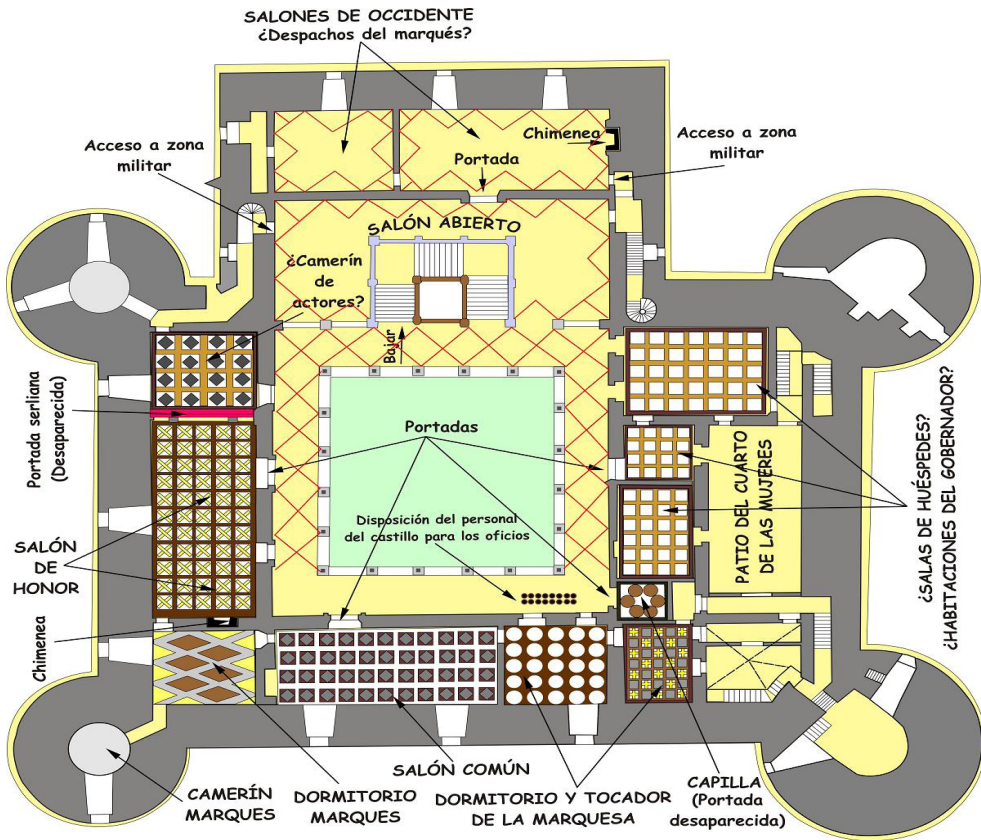 SALONES DE OCCIDENTE
¿Despachos del marqués?
Chimenea
Acceso a zona
militar
Acceso a zona
militar
Portada
SALÓN ABIERTO
¿Camerín
de
actores?
Bajar
Portada serliana
(Desaparecida)
Portadas
Disposición del personal
del castillo para los oficios
PATIO DEL CUARTO
DE LAS MUJERES
¿SALAS DE HUÉSPEDES?
¿HABITACIONES DEL GOBERNADOR?
SALÓN
DE
HONOR
Chimenea
CAMERÍN
MARQUES
DORMITORIO
MARQUES
SALÓN COMÚN
DORMITORIO Y TOCADOR
DE LA MARQUESA
CAPILLA
(Portada
desaparecida)